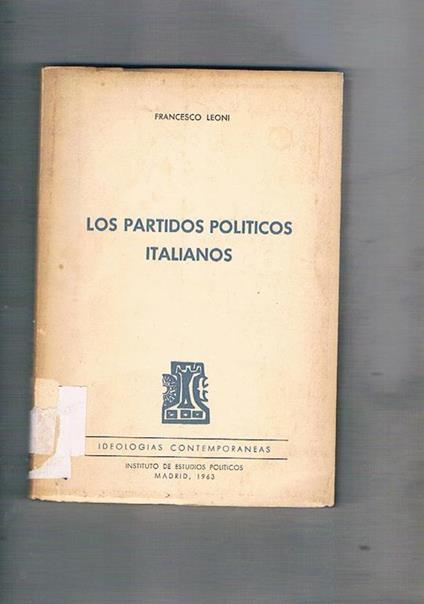 FRANCESCO LEONI
LOS PARTIDOS POLITICOS
ITALIANOS
IDEOLOGIAS CONTEMPORANEAS
INSTITUTO DE ESTUDIOS POLITICOS
MADRID, 1963